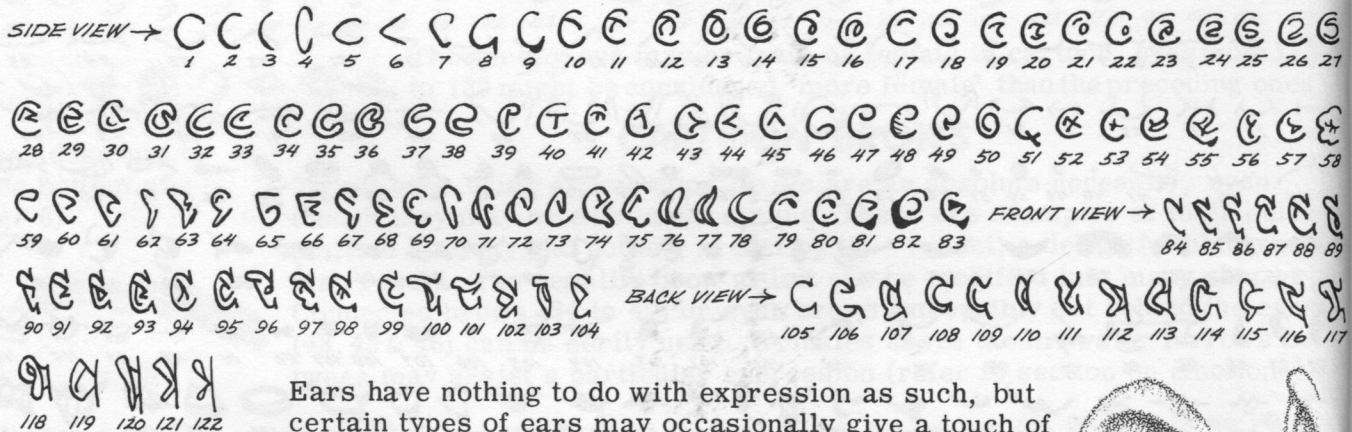 SIDE VIEW →
1 2 3 4 5 6 7 8 9 10 11 12 13 14 15 16 17 18 19 20 21 22 23 24 25 26 27
28 29 30 31 32 33 34 35 36 37 38 39 40 41 42 43 44 45 46 47 48 49 50 51 52 53 54 55 56 57 58
59 60 61 62 63 64 65 66 67 68 69 70 71 72 73 74 75 76 77 78 79 80 81 82 83 FRONT VIEW → 84 85 86 87 88 89
90 91 92 93 94 95 96 97 98 99 100 101 102 103 104 BACK VIEW → 105 106 107 108 109 110 111 112 113 114 115 116 117
118 119 120 121 122
Ears have nothing to do with expression as such, but
certain types of ears may occasionally give a touch of